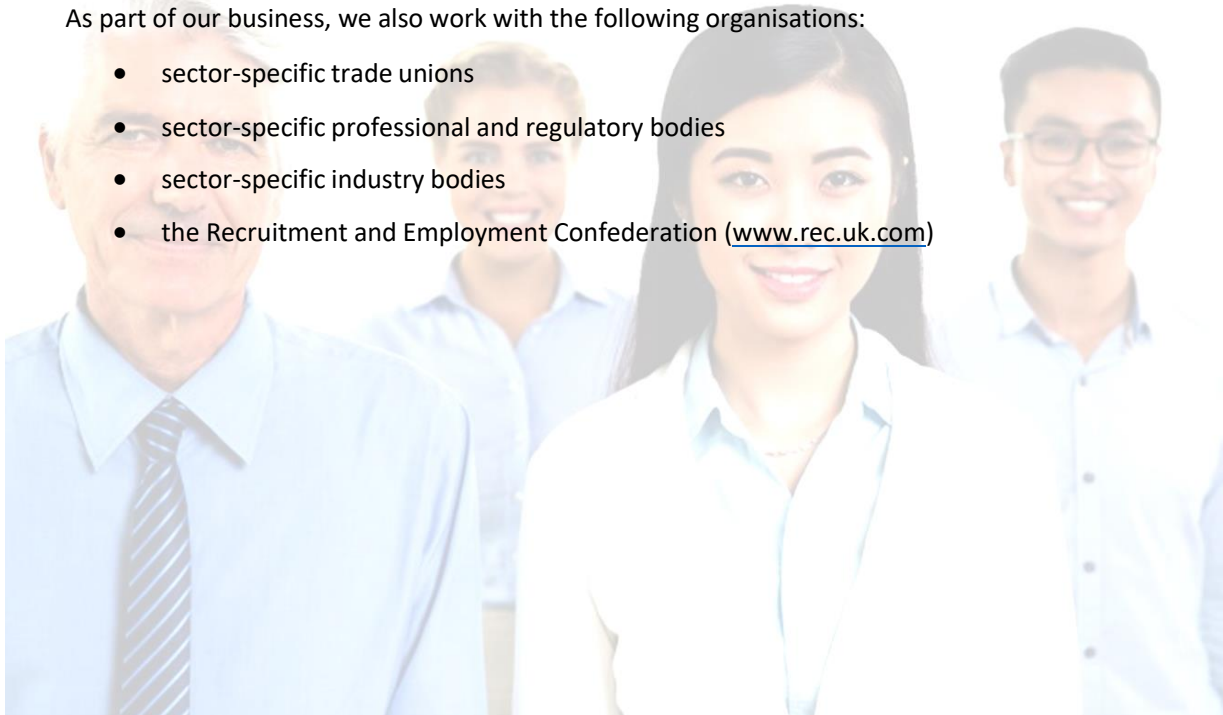 As part of our business, we also work with the following organisations:
• sector-specific trade unions
• sector-specific professional and regulatory bodies
• sector-specific industry bodies
• the Recruitment and Employment Confederation (www.rec.uk.com)